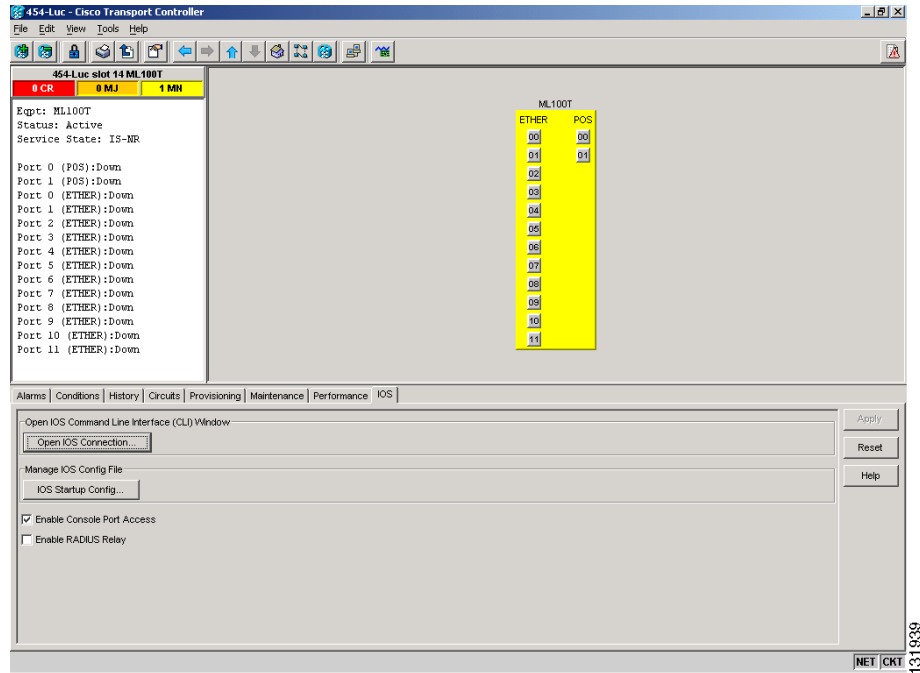 454-Luc - Cisco Transport Controller
File Edit View Tools Help
454-Luc slot 14 ML100T
0 CR 0 MJ 1 MN
Eqpt: ML100T
Status: Active
Service State: IS-NR
Port 0 (POS):Down
Port 1 (POS):Down
Port 0 (ETHER):Down
Port 1 (ETHER):Down
Port 2 (ETHER):Down
Port 3 (ETHER):Down
Port 4 (ETHER):Down
Port 5 (ETHER):Down
Port 6 (ETHER):Down
Port 7 (ETHER):Down
Port 8 (ETHER):Down
Port 9 (ETHER):Down
Port 10 (ETHER):Down
Port 11 (ETHER):Down
ML100T
ETHER POS
00 00
01 01
02
03
04
05
06
07
08
09
10
11
Alarms Conditions History Circuits Provisioning Maintenance Performance IOS
Open IOS Command Line Interface (CLI) Window
Open IOS Connection...
Manage IOS Config File
IOS Startup Config...
Enable Console Port Access
Enable RADIUS Relay
Apply
Reset
Help
NET CKT
131939